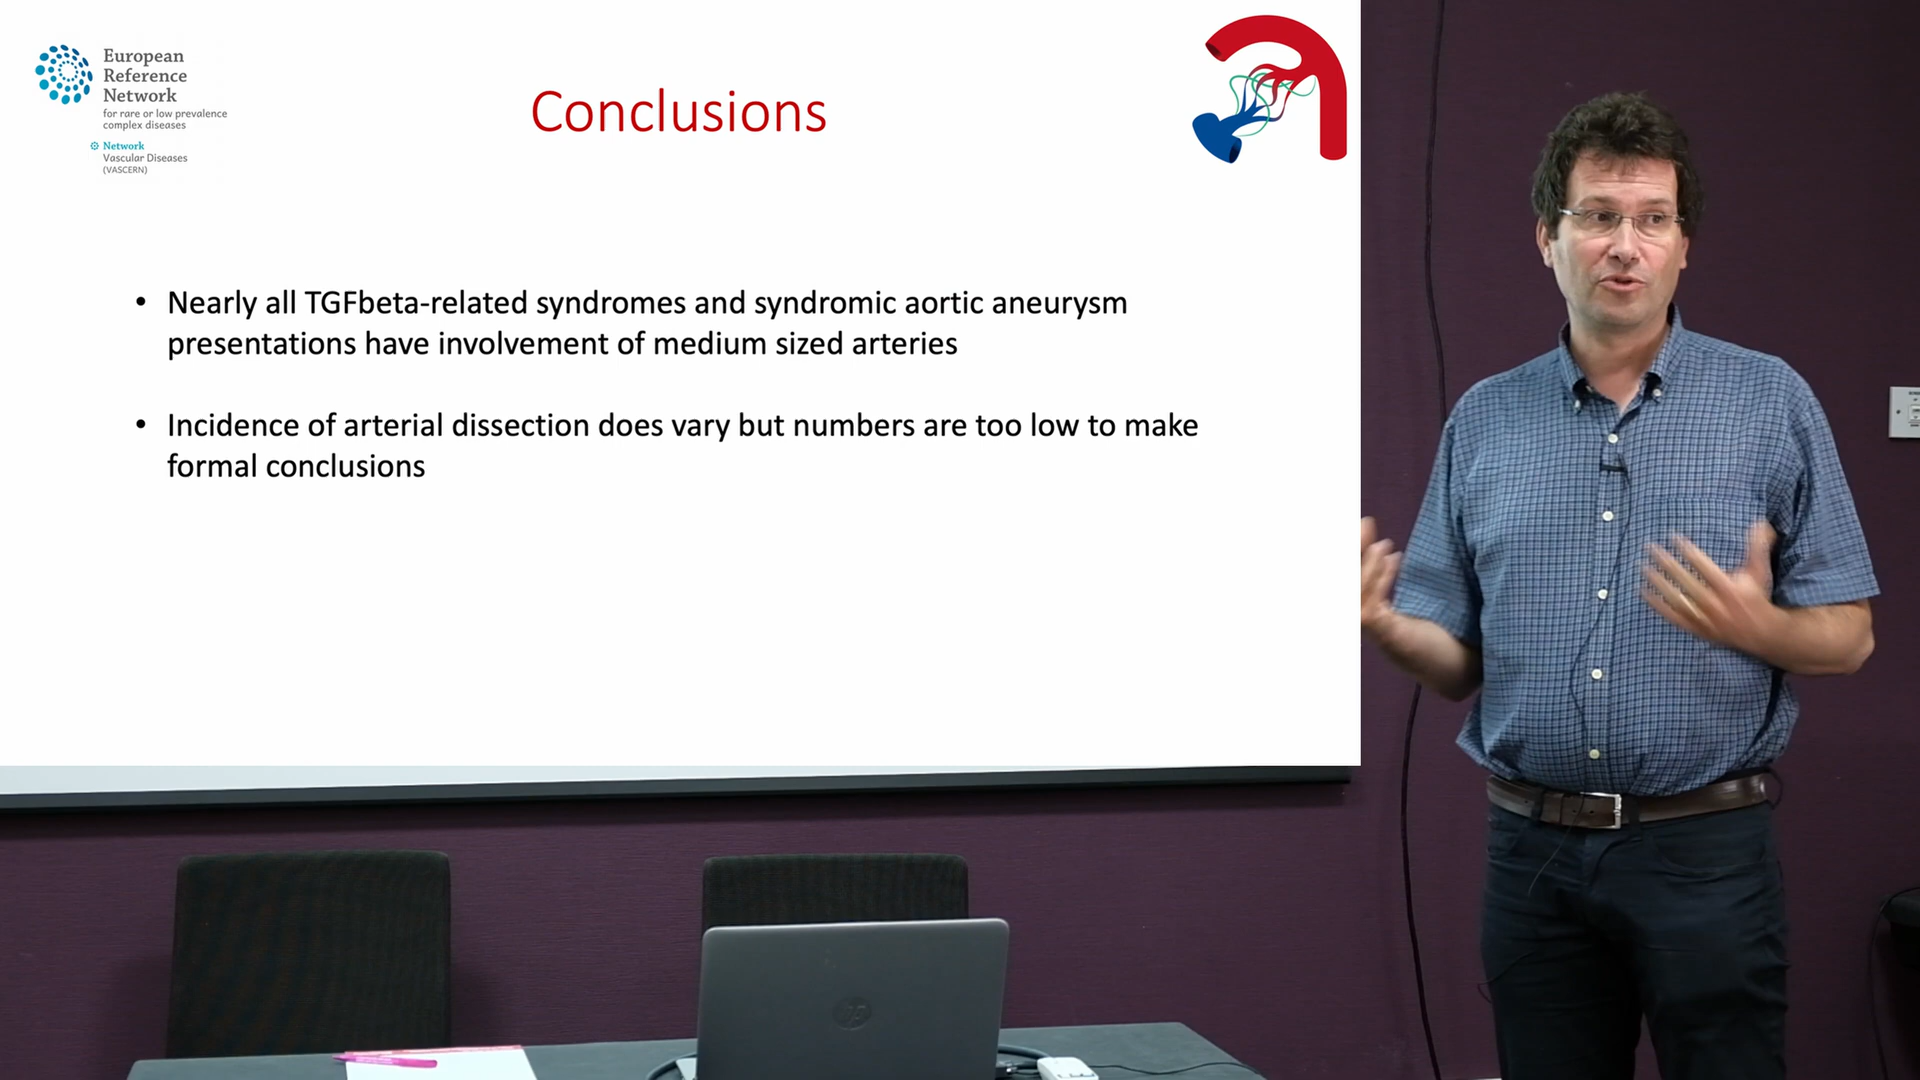 European
Reference
Network
for rare or low prevalence
complex diseases
Network
Vascular Diseases
(VASCERN)
Conclusions
• Nearly all TGFbeta-related syndromes and syndromic aortic aneurysm
presentations have involvement of medium sized arteries
• Incidence of arterial dissection does vary but numbers are too low to make
formal conclusions
hp